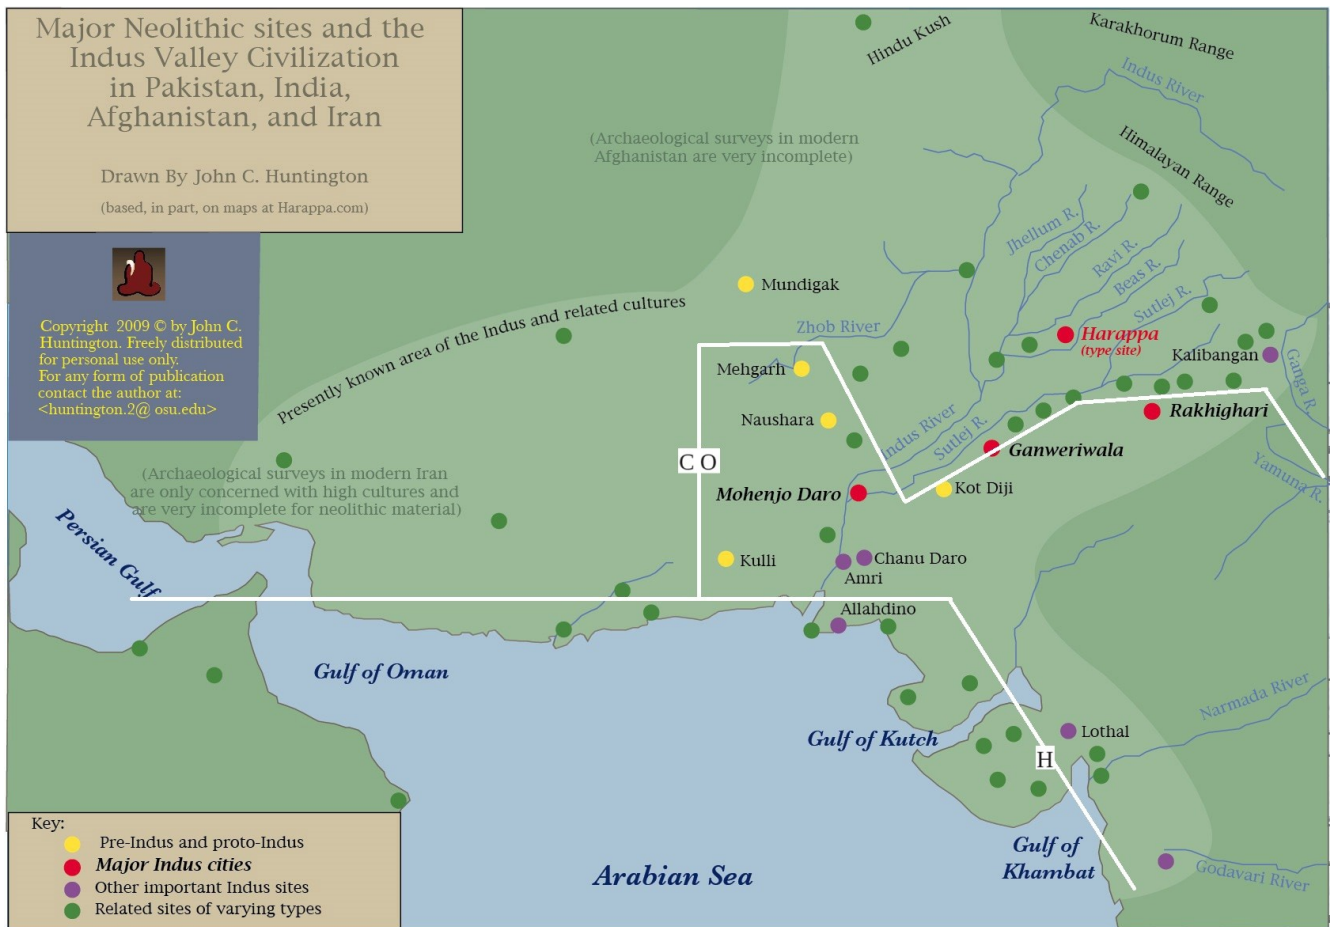 Major Neolithic sites and the
Indus Valley Civilization
in Pakistan, India,
Afghanistan, and Iran
Drawn By John C. Huntington
(based, in part, on maps at Harappa.com)
Copyright 2009 © by John C.
Huntington. Freely distributed
for personal use only.
For any form of publication
contact the author at:
<huntington.2@ osu.edu>
Hindu Kush
Karakhorum Range
Indus River
(Archaeological surveys in modern
Afghanistan are very incomplete)
Himalayan Range
Jhellum R.
Chenab R.
Ravi R.
Beas R.
Sutlej R.
Mundigak
Presently known area of the Indus and related cultures
Zhob River
Harappa
(type site)
Kalibangan
Ganga R.
Mehgarh
Naushara
Rakhighari
Indus River
Sutlej R.
Ganweriwala
C O
Yamuna R.
(Archaeological surveys in modern Iran
are only concerned with high cultures and
are very incomplete for neolithic material)
Mohenjo Daro
Kot Diji
Persian Gulf
Kulli
Chanu Daro
Amri
Allahdino
Gulf of Oman
Narmada River
Gulf of Kutch
Lothal
H
Gulf of
Khambat
Arabian Sea
Godavari River
Key:
Pre-Indus and proto-Indus
Major Indus cities
Other important Indus sites
Related sites of varying types